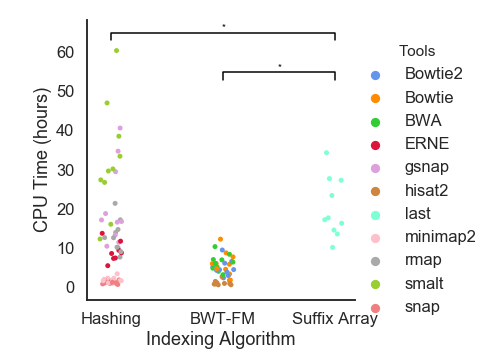 *
*
60
50
40
30
20
10
0
CPU Time (hours)
Hashing
BWT-FM
Suffix Array
Indexing Algorithm
Tools
Bowtie2
Bowtie
BWA
ERNE
gsnap
hisat2
last
minimap2
rmap
smalt
snap